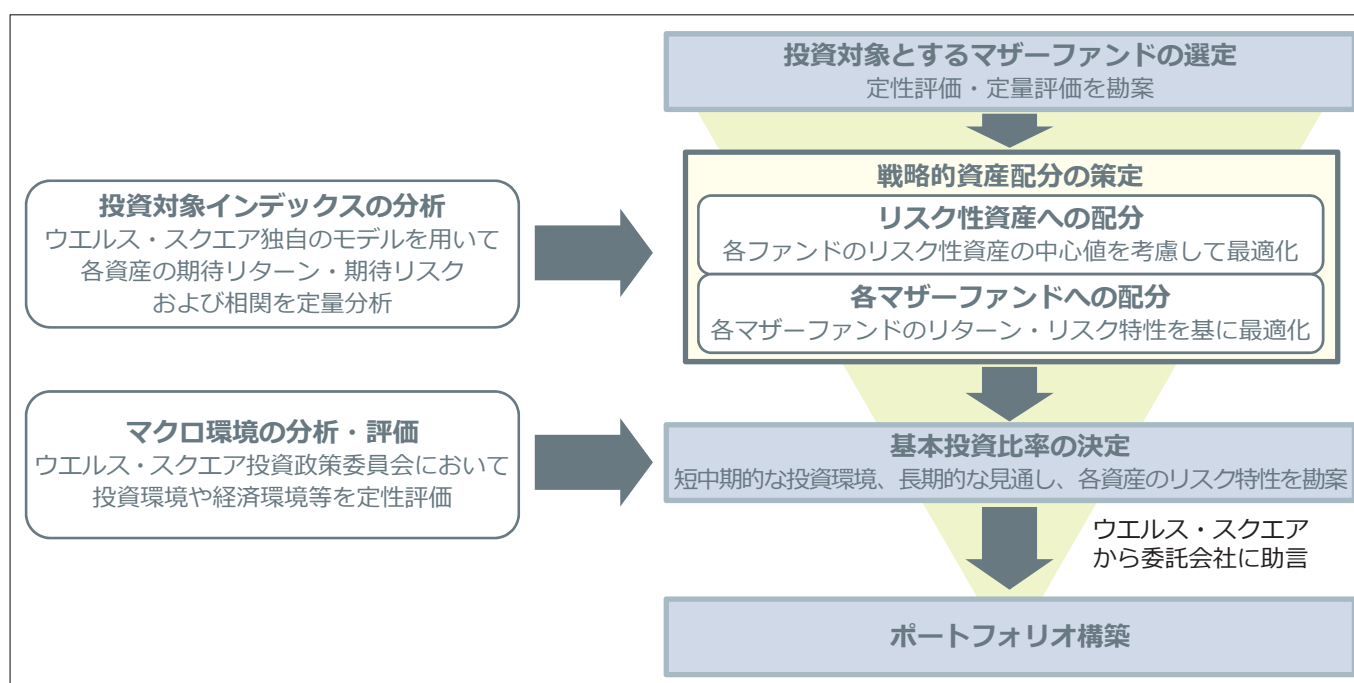 投資対象とするマザーファンドの選定
定性評価・定量評価を勘案
戦略的資産配分の策定
リスク性資産への配分
各ファンドのリスク性資産の中心値を考慮して最適化
各マザーファンドへの配分
各マザーファンドのリターン・リスク特性を基に最適化
投資対象インデックスの分析
ウエルス・スクエア独自のモデルを用いて
各資産の期待リターン・期待リスク
および相関を定量分析
マクロ環境の分析・評価
ウエルス・スクエア投資政策委員会において
投資環境や経済環境等を定性評価
基本投資比率の決定
短中期的な投資環境、長期的な見通し、各資産のリスク特性を勘案
ウエルス・スクエア
から委託会社に助言
ポートフォリオ構築